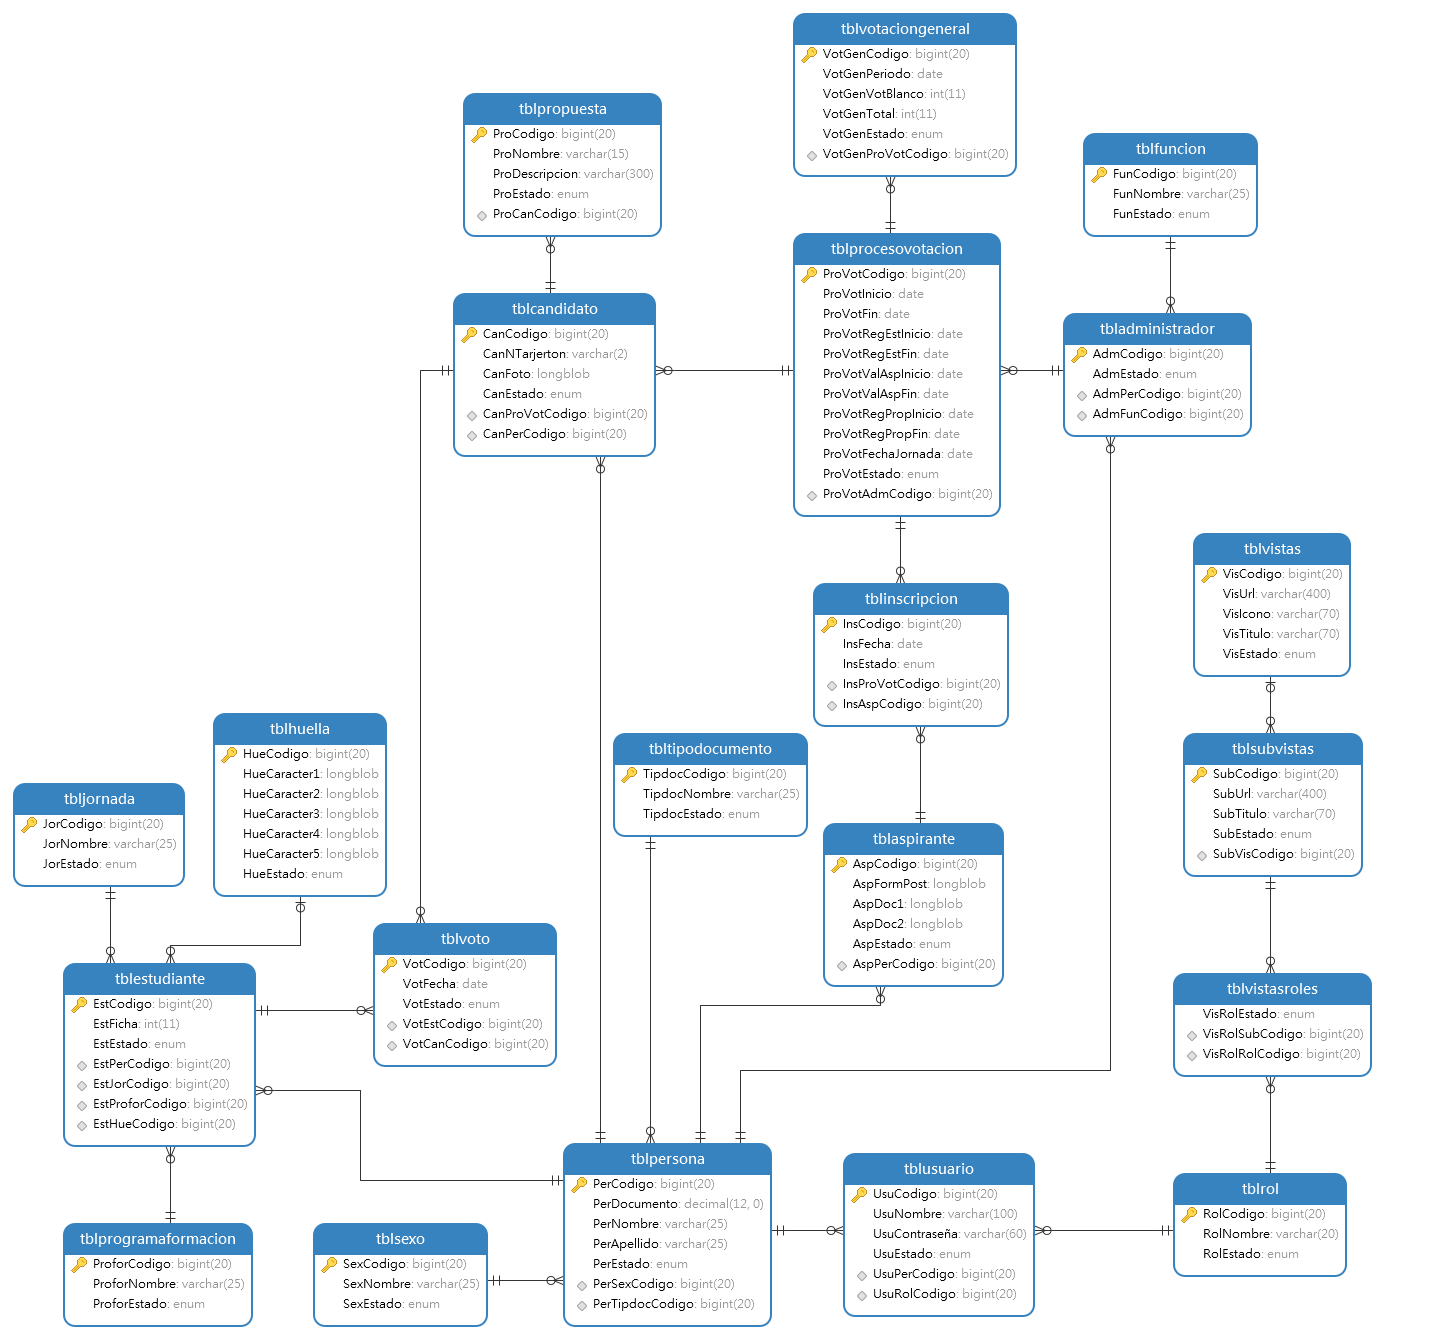 tblvotaciongeneral
VotGenCodigo: bigint(20)
VotGenPeriodo: date
VotGenVotBlanco: int(11)
VotGenTotal: int(11)
VotGenEstado: enum
VotGenProVotCodigo: bigint(20)
tblpropuesta
ProCodigo: bigint(20)
ProNombre: varchar(15)
ProDescripcion: varchar(300)
ProEstado: enum
ProCanCodigo: bigint(20)
tblfuncion
FunCodigo: bigint(20)
FunNombre: varchar(25)
FunEstado: enum
tblprocesovotacion
ProVotCodigo: bigint(20)
ProVotInicio: date
ProVotFin: date
ProVotRegEstInicio: date
ProVotRegEstFin: date
ProVotValAspInicio: date
ProVotValAspFin: date
ProVotRegPropInicio: date
ProVotRegPropFin: date
ProVotFechaJornada: date
ProVotEstado: enum
ProVotAdmCodigo: bigint(20)
tblcandidato
CanCodigo: bigint(20)
CanNTarjerton: varchar(2)
CanFoto: longblob
CanEstado: enum
CanProVotCodigo: bigint(20)
CanPerCodigo: bigint(20)
tbladministrador
AdmCodigo: bigint(20)
AdmEstado: enum
AdmPerCodigo: bigint(20)
AdmFunCodigo: bigint(20)
tblvistas
VisCodigo: bigint(20)
VisUrl: varchar(400)
VisIcono: varchar(70)
VisTitulo: varchar(70)
VisEstado: enum
tblinscripcion
InsCodigo: bigint(20)
InsFecha: date
InsEstado: enum
InsProVotCodigo: bigint(20)
InsAspCodigo: bigint(20)
tblhuella
HueCodigo: bigint(20)
HueCaracter1: longblob
HueCaracter2: longblob
HueCaracter3: longblob
HueCaracter4: longblob
HueCaracter5: longblob
HueEstado: enum
tbltipodocumento
TipdocCodigo: bigint(20)
TipdocNombre: varchar(25)
TipdocEstado: enum
tblsubvistas
SubCodigo: bigint(20)
SubUrl: varchar(400)
SubTitulo: varchar(70)
SubEstado: enum
SubVisCodigo: bigint(20)
tbljornada
JorCodigo: bigint(20)
JorNombre: varchar(25)
JorEstado: enum
tblaspirante
AspCodigo: bigint(20)
AspFormPost: longblob
AspDoc1: longblob
AspDoc2: longblob
AspEstado: enum
AspPerCodigo: bigint(20)
tblvoto
VotCodigo: bigint(20)
VotFecha: date
VotEstado: enum
VotEstCodigo: bigint(20)
VotCanCodigo: bigint(20)
tblestudiante
EstCodigo: bigint(20)
EstFicha: int(11)
EstEstado: enum
EstPerCodigo: bigint(20)
EstJorCodigo: bigint(20)
EstProforCodigo: bigint(20)
EstHueCodigo: bigint(20)
tblvistasroles
VisRolEstado: enum
VisRolSubCodigo: bigint(20)
VisRolRolCodigo: bigint(20)
tblpersona
PerCodigo: bigint(20)
PerDocumento: decimal(12, 0)
PerNombre: varchar(25)
PerApellido: varchar(25)
PerEstado: enum
PerSexCodigo: bigint(20)
PerTipdocCodigo: bigint(20)
tblusuario
UsuCodigo: bigint(20)
UsuNombre: varchar(100)
UsuContraseña: varchar(60)
UsuEstado: enum
UsuPerCodigo: bigint(20)
UsuRolCodigo: bigint(20)
tblrol
RolCodigo: bigint(20)
RolNombre: varchar(20)
RolEstado: enum
tblprogramaformacion
ProforCodigo: bigint(20)
ProforNombre: varchar(25)
ProforEstado: enum
tblsexo
SexCodigo: bigint(20)
SexNombre: varchar(25)
SexEstado: enum